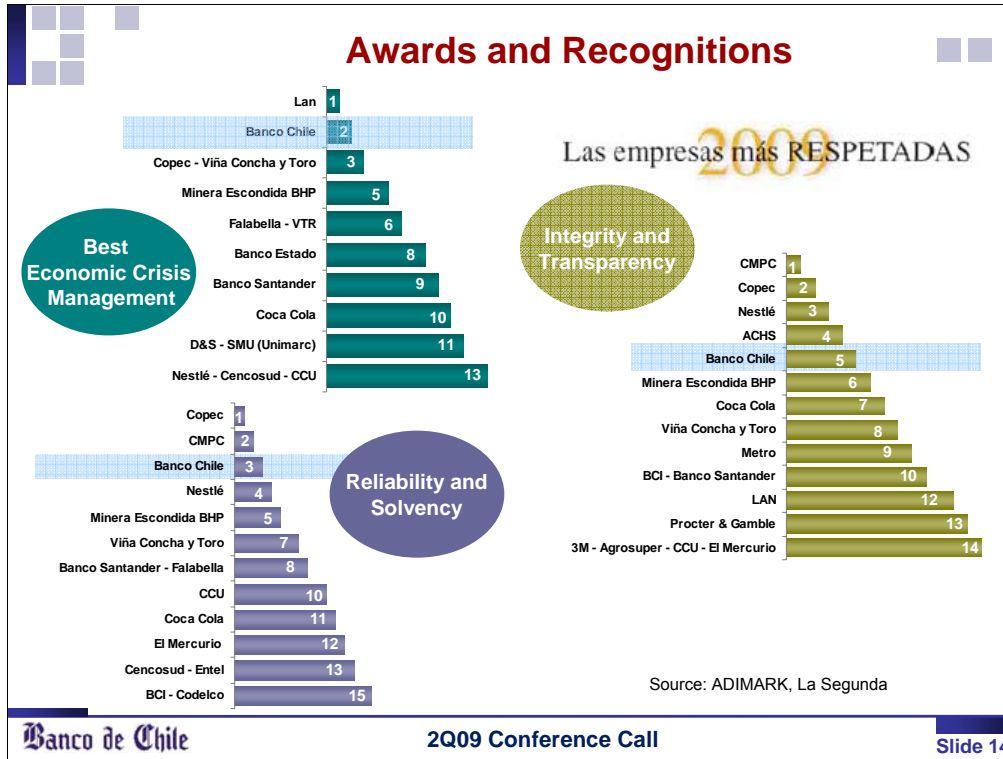 Awards and Recognitions
Lan 1
Banco Chile 2
Copec - Viña Concha y Toro 3
Minera Escondida BHP 5
Falabella - VTR 6
Banco Estado 8
Banco Santander 9
Coca Cola 10
D&S - SMU (Unimarc) 11
Nestlé - Cencosud - CCU 13
Best
Economic Crisis
Management
2009
Las empresas más RESPETADAS
Integrity and
Transparency
CMPC 1
Copec 2
Nestlé 3
ACHS 4
Banco Chile 5
Minera Escondida BHP 6
Coca Cola 7
Viña Concha y Toro 8
Metro 9
BCI - Banco Santander 10
LAN 12
Procter & Gamble 13
3M - Agrosuper - CCU - El Mercurio 14
Copec 1
CMPC 2
Banco Chile 3
Nestlé 4
Minera Escondida BHP 5
Viña Concha y Toro 7
Banco Santander - Falabella 8
CCU 10
Coca Cola 11
El Mercurio 12
Cencosud - Entel 13
BCI - Codelco 15
Reliability and
Solvency
Source: ADIMARK, La Segunda
Banco de Chile
2Q09 Conference Call
Slide 14